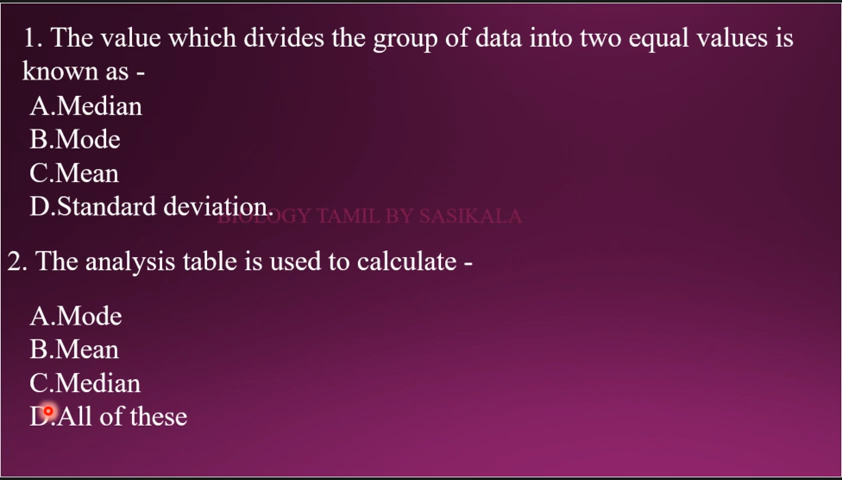 1. The value which divides the group of data into two equal values is
known as -
A.Median
B.Mode
C.Mean
D.Standard deviation.
BIOLOGY TAMIL BY SASIKALA
2. The analysis table is used to calculate -
A.Mode
B.Mean
C.Median
D.All of these